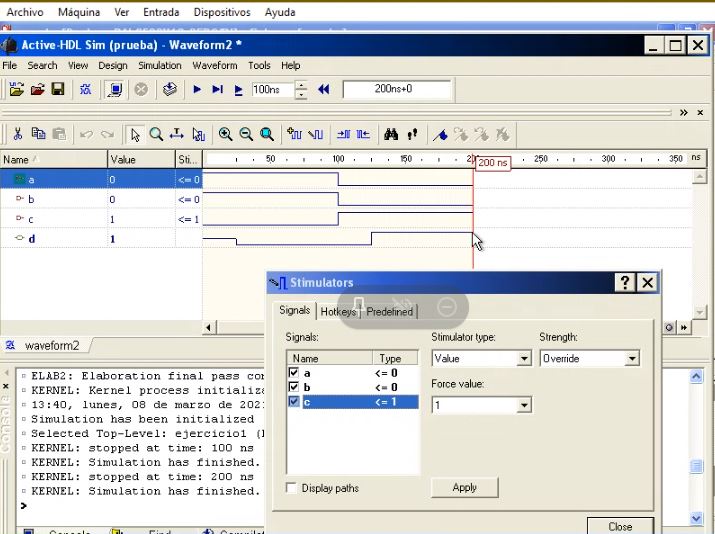 Archivo Máquina Ver Entrada Dispositivos Ayuda
Active-HDL Sim (prueba) - Waveform2 *
File Search View Design Simulation Waveform Tools Help
100ns 200ns+0
Name Value Sti... 50 100 150 200 ns 250 300 350 ns
a 0 <= 0
b 0 <= 0
c 1 <= 1
d 1
waveform2
Stimulators
Signals Hotkeys Predefined
Signals: Stimulator type: Strength:
Name Type Value Override
a <= 0
b <= 0 Force value:
c <= 1 1
Display paths Apply
Close
ELAB2: Elaboration final pass co
KERNEL: Kernel process initializ
13:40, lunes, 08 de marzo de 202
Simulation has been initialized
Selected Top-Level: ejercicio1 (
KERNEL: stopped at time: 100 ns
KERNEL: Simulation has finished.
KERNEL: stopped at time: 200 ns
KERNEL: Simulation has finished.
>
Console